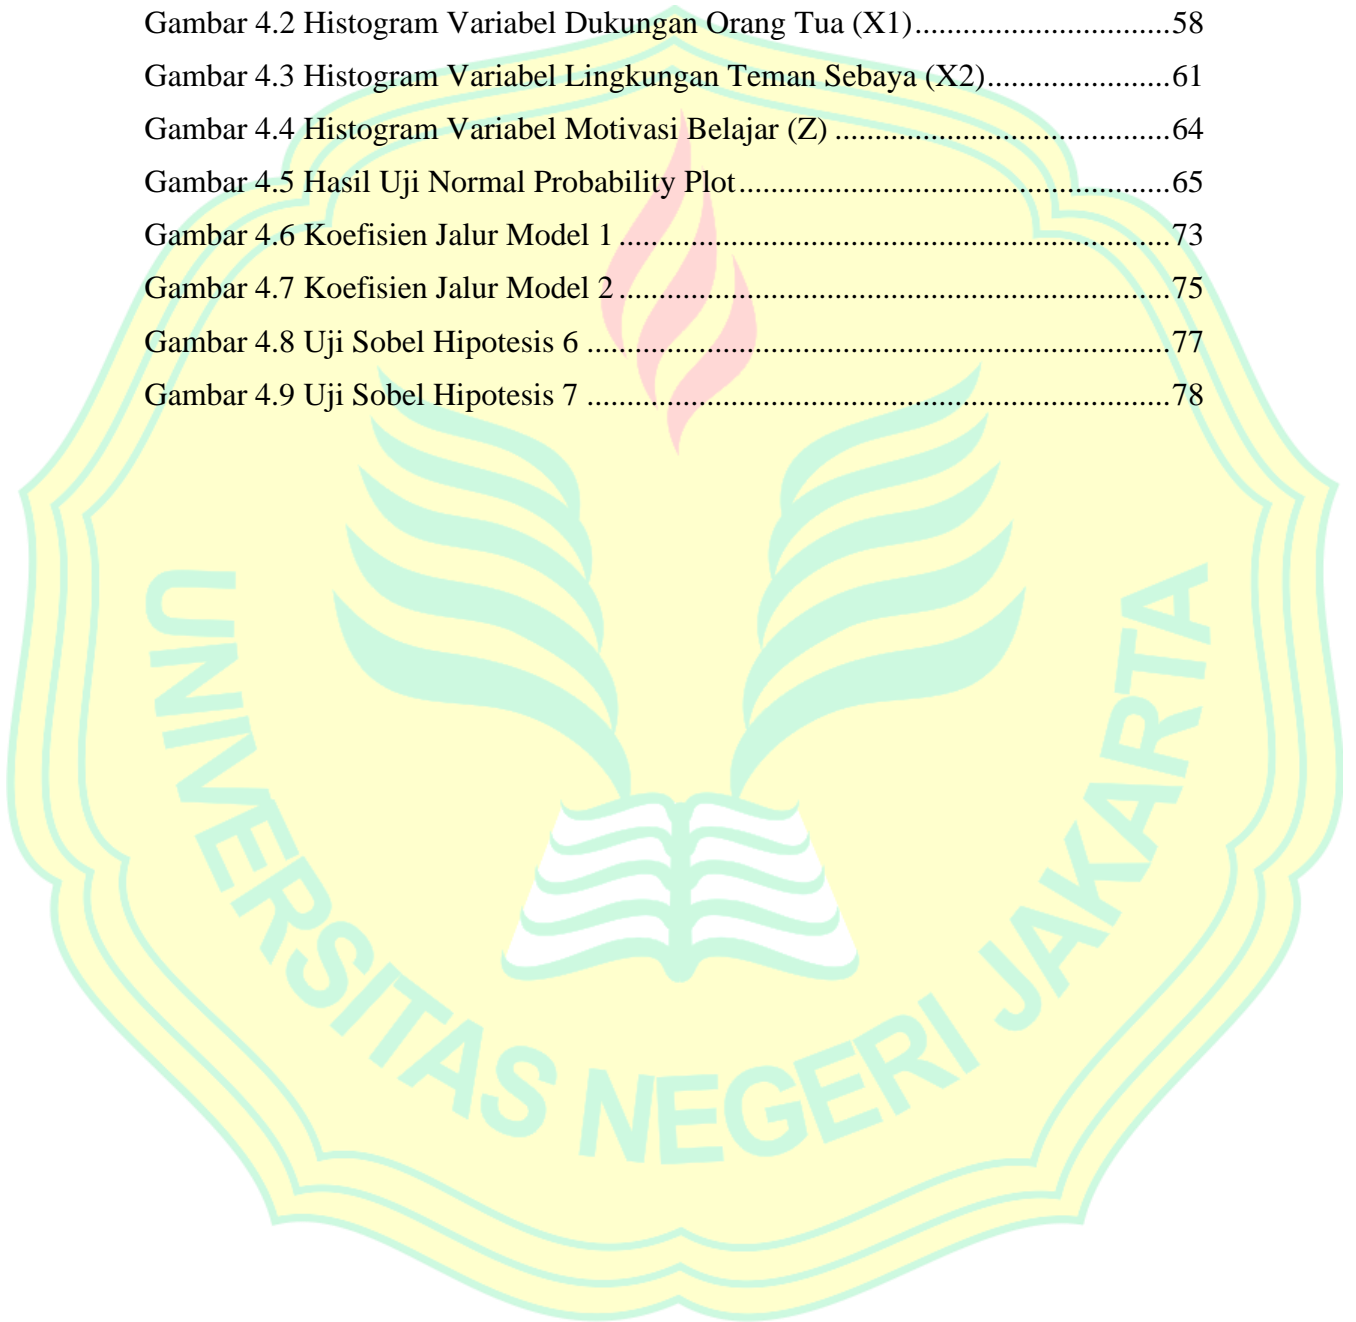 Gambar 4.2 Histogram Variabel Dukungan Orang Tua (X1)................................58
Gambar 4.3 Histogram Variabel Lingkungan Teman Sebaya (X2).......................61
Gambar 4.4 Histogram Variabel Motivasi Belajar (Z) ..........................................64
Gambar 4.5 Hasil Uji Normal Probability Plot......................................................65
Gambar 4.6 Koefisien Jalur Model 1 .....................................................................73
Gambar 4.7 Koefisien Jalur Model 2 .....................................................................75
Gambar 4.8 Uji Sobel Hipotesis 6 .........................................................................77
Gambar 4.9 Uji Sobel Hipotesis 7 .........................................................................78
UNIVERSITAS NEGERI JAKARTA